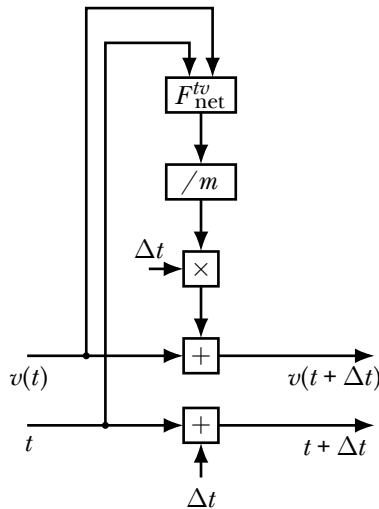 F^{tv}_{net}
/m
Δt
×
+
v(t)
v(t + Δt)
+
t
t + Δt
Δt